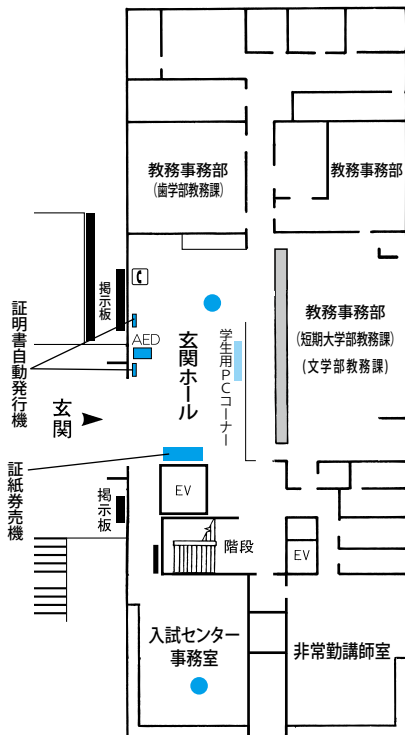 教務事務部
(歯学部教務課)
教務事務部
掲示板
証明書自動発行機
AED
玄関ホール
学生用PCコーナー
教務事務部
(短期大学部教務課)
(文学部教務課)
玄関
証紙券売機
掲示板
EV
階段
EV
入試センター
事務室
非常勤講師室